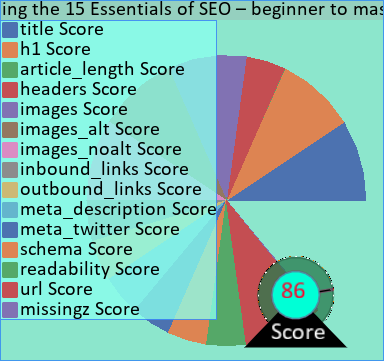 ing the 15 Essentials of SEO – beginner to mas
title Score
h1 Score
article_length Score
headers Score
images Score
images_alt Score
images_noalt Score
inbound_links Score
outbound_links Score
meta_description Score
meta_twitter Score
schema Score
readability Score
url Score
missingz Score
86
Score